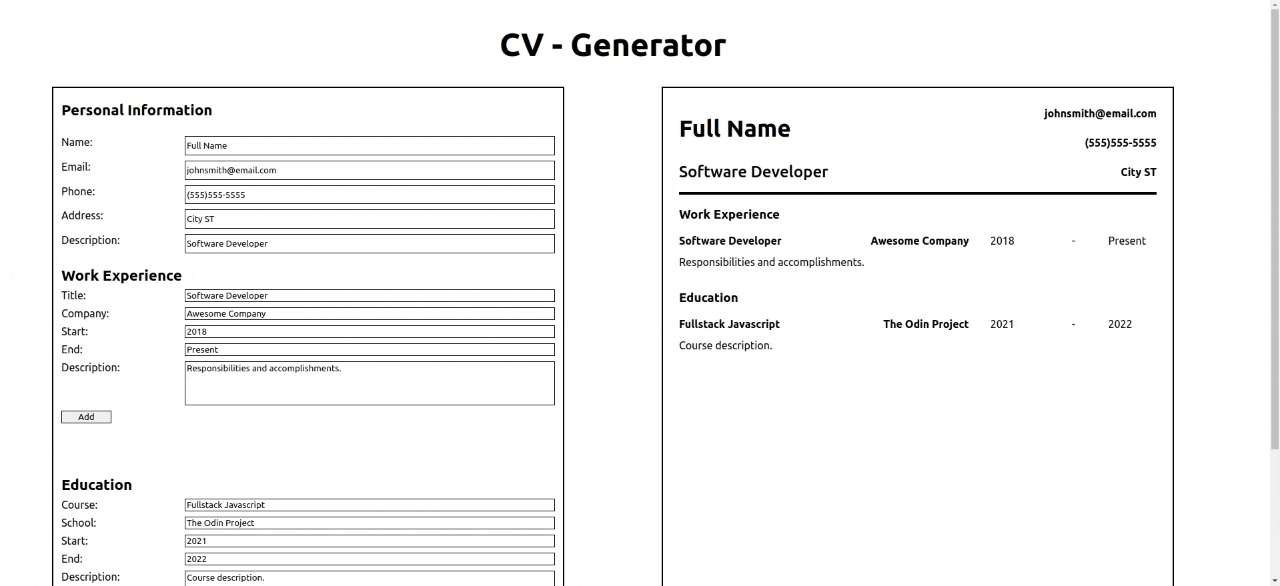 CV - Generator
Personal Information
Name: Full Name
Email: johnsmith@email.com
Phone: (555)555-5555
Address: City ST
Description: Software Developer
Work Experience
Title: Software Developer
Company: Awesome Company
Start: 2018
End: Present
Description: Responsibilities and accomplishments.
Add
Education
Course: Fullstack Javascript
School: The Odin Project
Start: 2021
End: 2022
Description: Course description.
johnsmith@email.com
Full Name
(555)555-5555
Software Developer City ST
Work Experience
Software Developer Awesome Company 2018 - Present
Responsibilities and accomplishments.
Education
Fullstack Javascript The Odin Project 2021 - 2022
Course description.